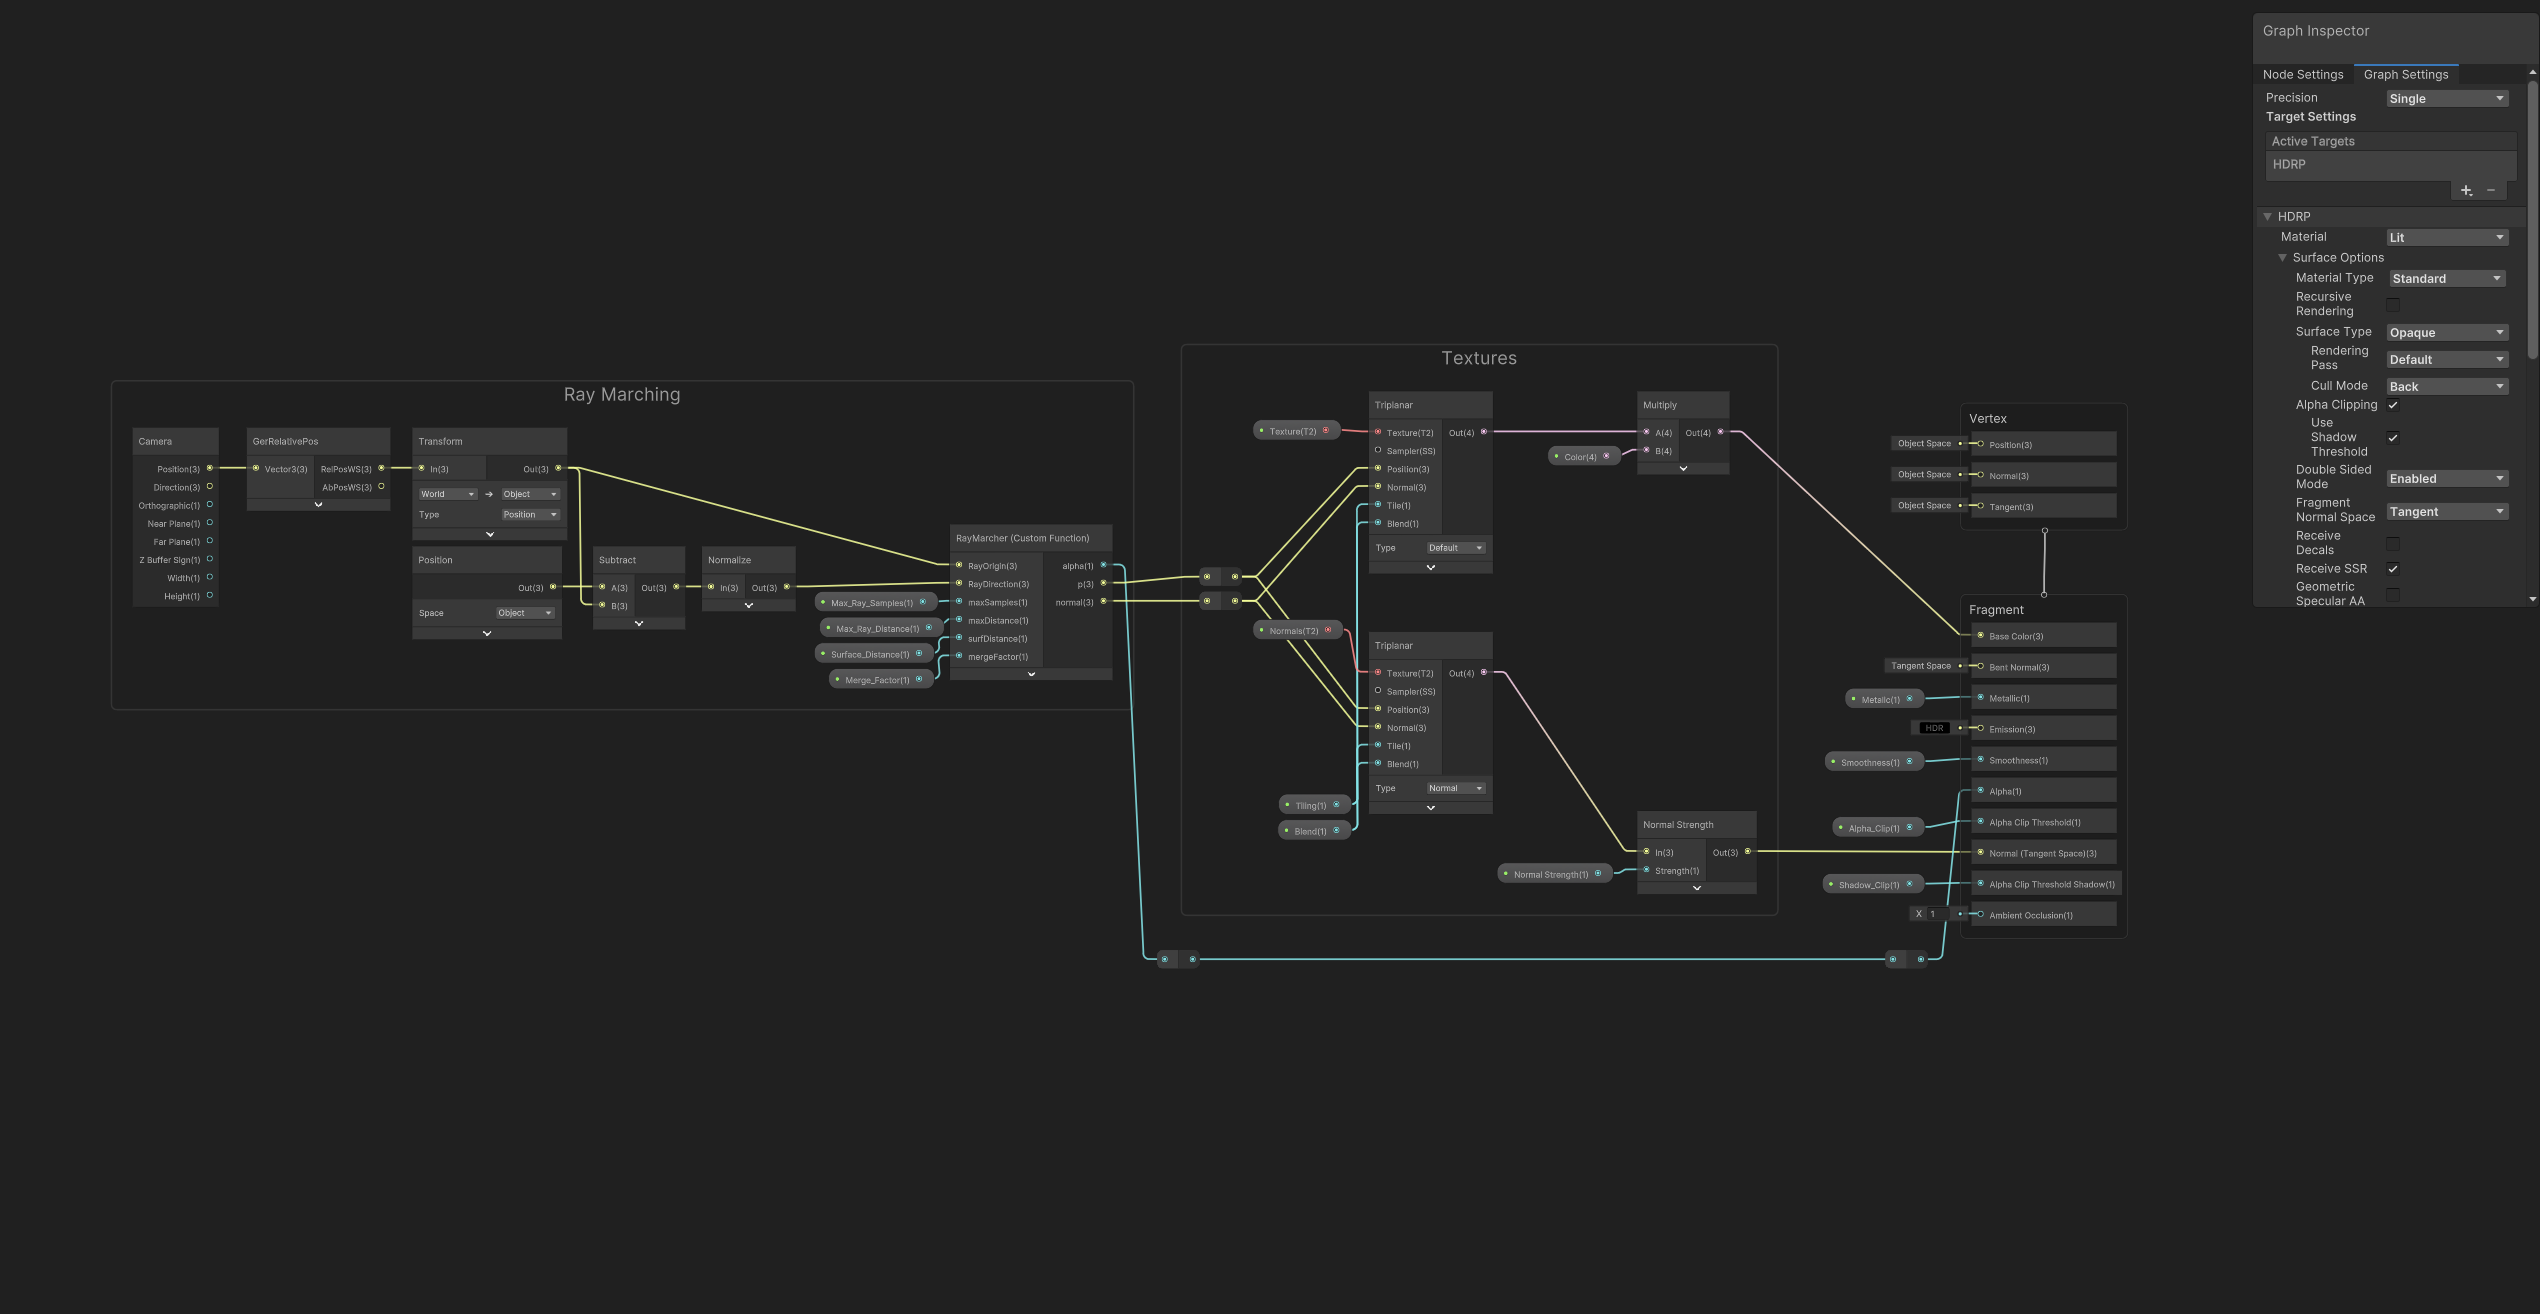 Ray Marching
Camera
Position(3)
Direction(3)
Orthographic(1)
Near Plane(1)
Far Plane(1)
Z Buffer Sign(1)
Width(1)
Height(1)
GerRelativePos
Vector3(3) RelPosWS(3)
AbPosWS(3)
Transform
In(3) Out(3)
World → Object
Type Position
Position
Out(3)
Space Object
Subtract
A(3) Out(3)
B(3)
Normalize
In(3) Out(3)
Max_Ray_Samples(1)
Max_Ray_Distance(1)
Surface_Distance(1)
Merge_Factor(1)
RayMarcher (Custom Function)
RayOrigin(3) alpha(1)
RayDirection(3) p(3)
maxSamples(1) normal(3)
maxDistance(1)
surfDistance(1)
mergeFactor(1)
Textures
Texture(T2)
Triplanar
Texture(T2) Out(4)
Sampler(SS)
Position(3)
Normal(3)
Tile(1)
Blend(1)
Type Default
Color(4)
Multiply
A(4) Out(4)
B(4)
Normals(T2)
Triplanar
Texture(T2) Out(4)
Sampler(SS)
Position(3)
Normal(3)
Tile(1)
Blend(1)
Type Normal
Tiling(1)
Blend(1)
Normal Strength(1)
Normal Strength
In(3) Out(3)
Strength(1)
Vertex
Object Space Position(3)
Object Space Normal(3)
Object Space Tangent(3)
Fragment
Base Color(3)
Tangent Space Bent Normal(3)
Metalic(1) Metallic(1)
HDR Emission(3)
Smoothness(1) Smoothness(1)
Alpha(1)
Alpha_Clip(1) Alpha Clip Threshold(1)
Normal (Tangent Space)(3)
Shadow_Clip(1) Alpha Clip Threshold Shadow(1)
X 1 Ambient Occlusion(1)
Graph Inspector
Node Settings Graph Settings
Precision Single
Target Settings
Active Targets
HDRP
HDRP
Material Lit
Surface Options
Material Type Standard
Recursive
Rendering
Surface Type Opaque
Rendering
Pass Default
Cull Mode Back
Alpha Clipping
Use
Shadow
Threshold
Double Sided
Mode Enabled
Fragment
Normal Space Tangent
Receive
Decals
Receive SSR
Geometric
Specular AA